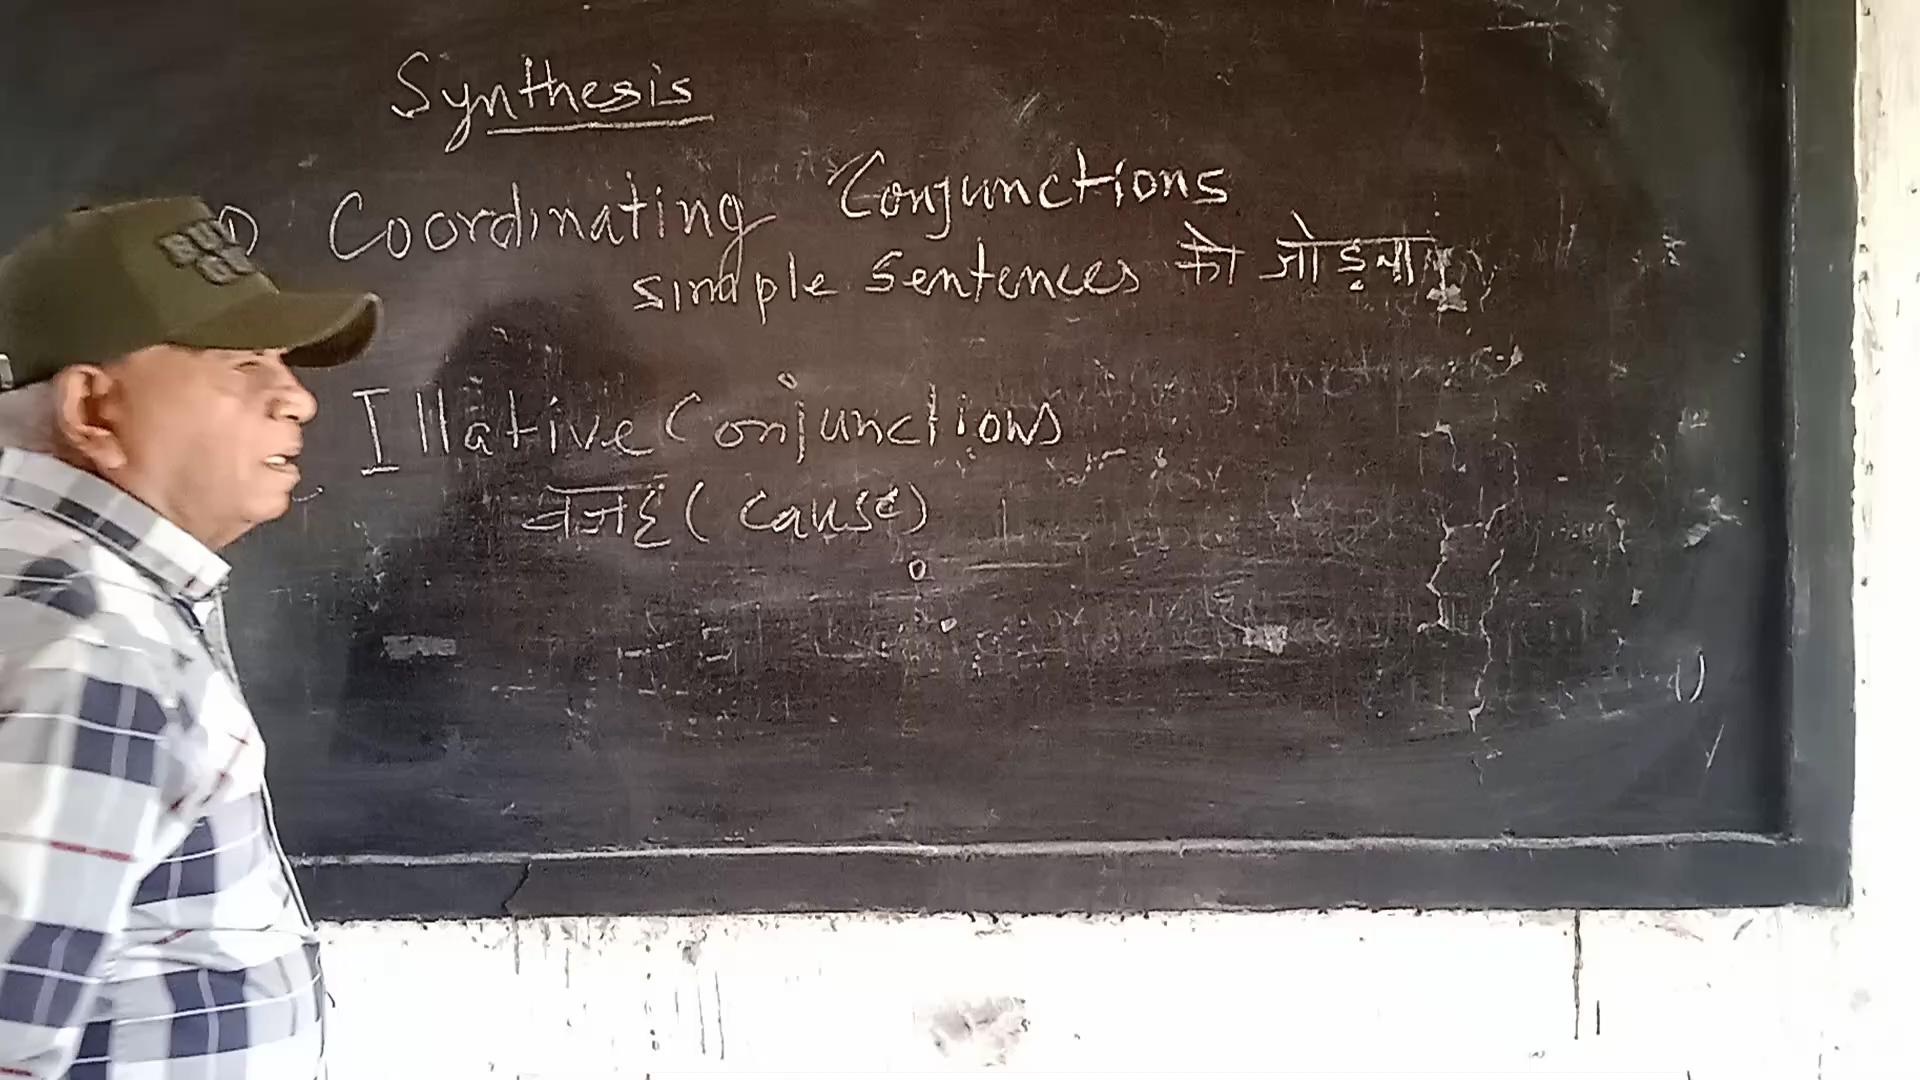 Synthesis
Coordinating Conjunctions
simple Sentences को जोड़ना
Illative Conjunctions
वजह (Cause)